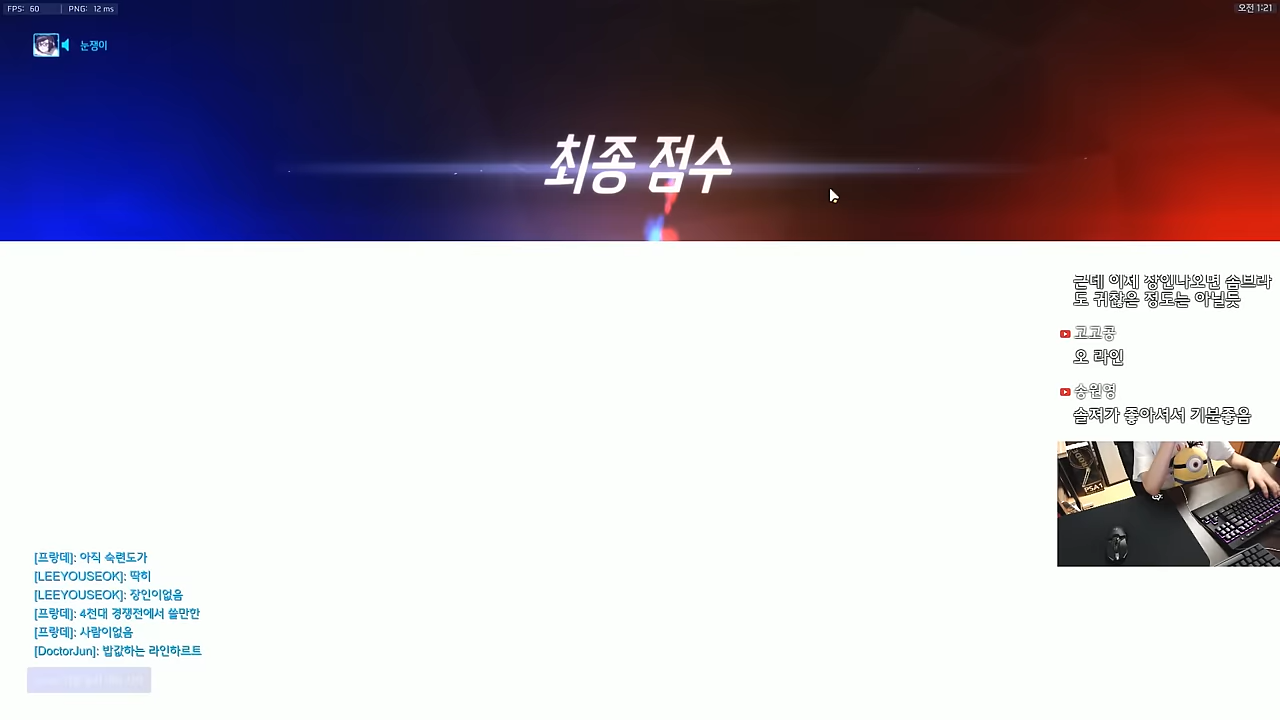 FPS: 60 | PNG: 12 ms
오전 1:21
눈쟁이
최종 점수
근데 이제 장인나오면 솜브라
도 귀찮은 정도는 아닐듯
고고콩
오 라인
송원영
솔져가 좋아셔서 기분좋음
[프랑데]: 아직 숙련도가
[LEEYOUSEOK]: 딱히
[LEEYOUSEOK]: 장인이없음
[프랑데]: 4전대 경쟁전에서 쓸만한
[프랑데]: 사람이없음
[DoctorJun]: 밥값하는 라인하르트